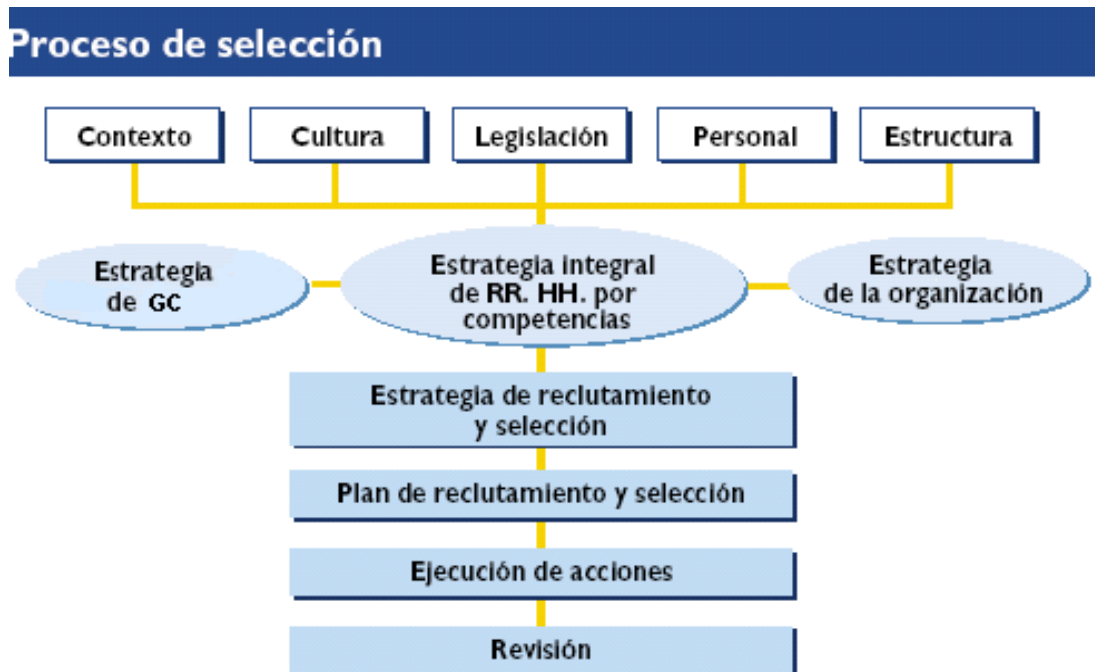 Proceso de selección
Contexto
Cultura
Legislación
Personal
Estructura
Estrategia
de GC
Estrategia integral
de RR. HH. por
competencias
Estrategia
de la organización
Estrategia de reclutamiento
y selección
Plan de reclutamiento y selección
Ejecución de acciones
Revisión